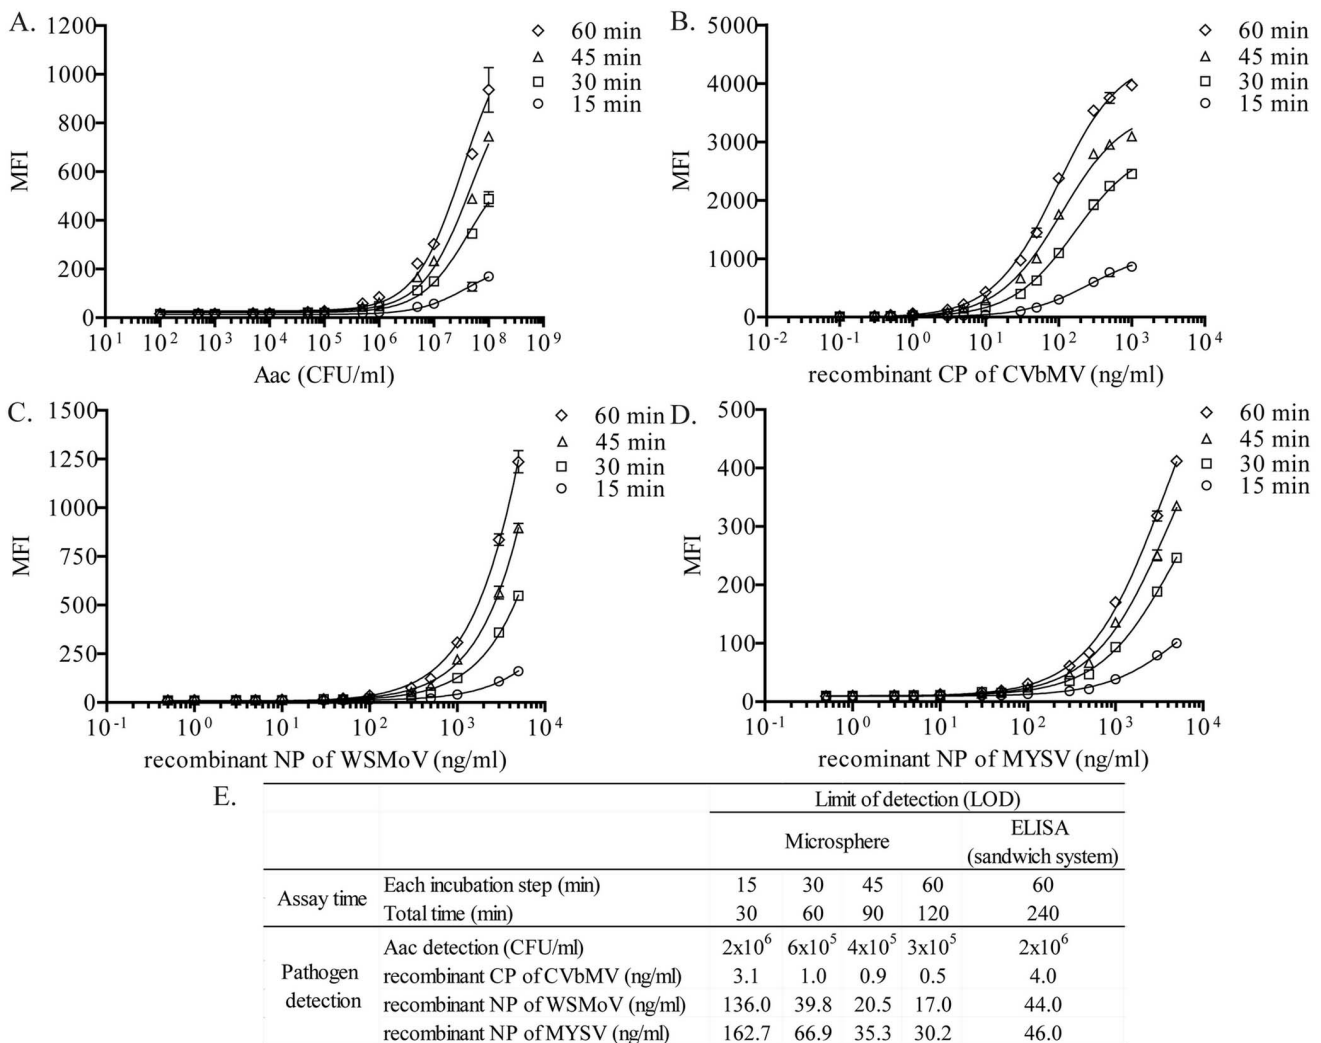 A.
1200
1000
800
600
400
200
0
MFI
10^1 10^2 10^3 10^4 10^5 10^6 10^7 10^8 10^9
Aac (CFU/ml)
60 min
45 min
30 min
15 min
B.
5000
4000
3000
2000
1000
0
MFI
10^-2 10^-1 10^0 10^1 10^2 10^3 10^4
recombinant CP of CVbMV (ng/ml)
60 min
45 min
30 min
15 min
C.
1500
1250
1000
750
500
250
0
MFI
10^-1 10^0 10^1 10^2 10^3 10^4
recombinant NP of WSMoV (ng/ml)
60 min
45 min
30 min
15 min
D.
500
400
300
200
100
0
MFI
10^-1 10^0 10^1 10^2 10^3 10^4
recominant NP of MYSV (ng/ml)
60 min
45 min
30 min
15 min
E.
Limit of detection (LOD)
Microsphere ELISA (sandwich system)
Assay time Each incubation step (min) 15 30 45 60 60
Total time (min) 30 60 90 120 240
Pathogen detection Aac detection (CFU/ml) 2x10^6 6x10^5 4x10^5 3x10^5 2x10^6
recombinant CP of CVbMV (ng/ml) 3.1 1.0 0.9 0.5 4.0
recombinant NP of WSMoV (ng/ml) 136.0 39.8 20.5 17.0 44.0
recombinant NP of MYSV (ng/ml) 162.7 66.9 35.3 30.2 46.0